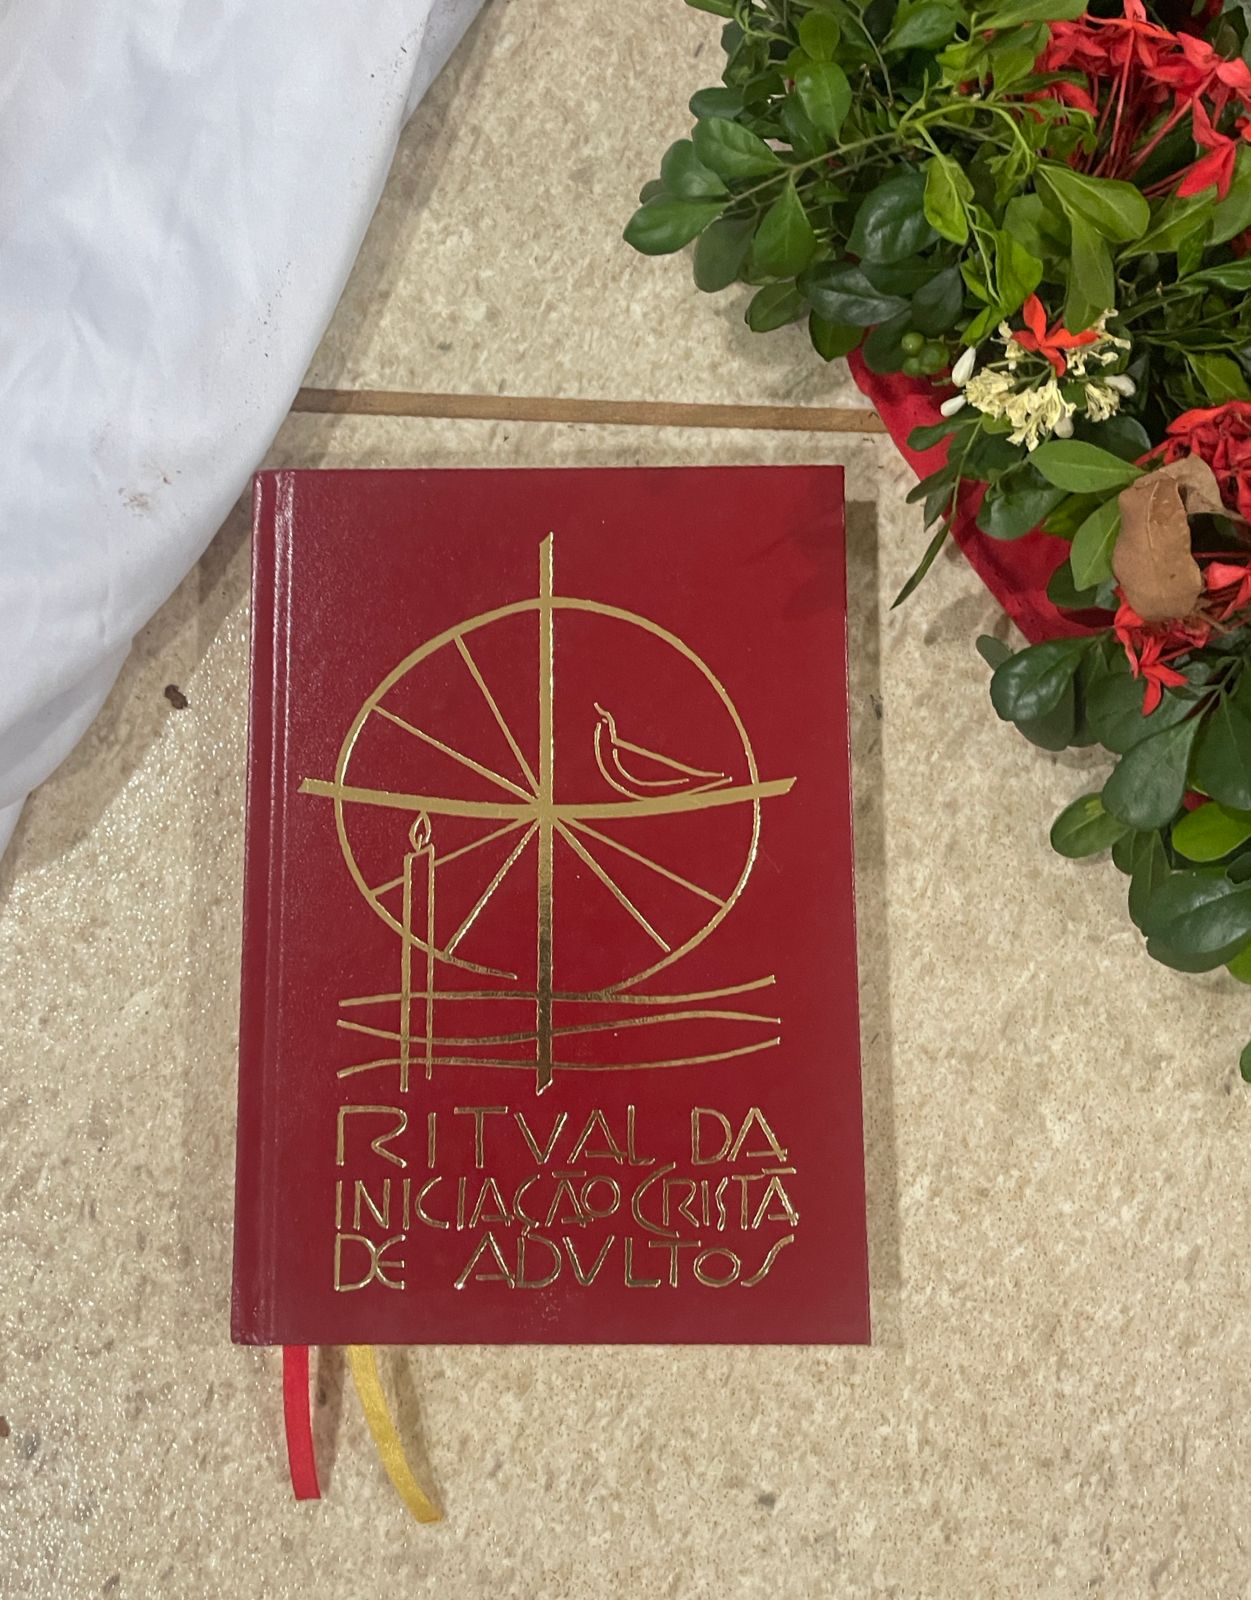 RITVAL DA
INICIAÇÃO CRISTÃ
DE ADVLTOS